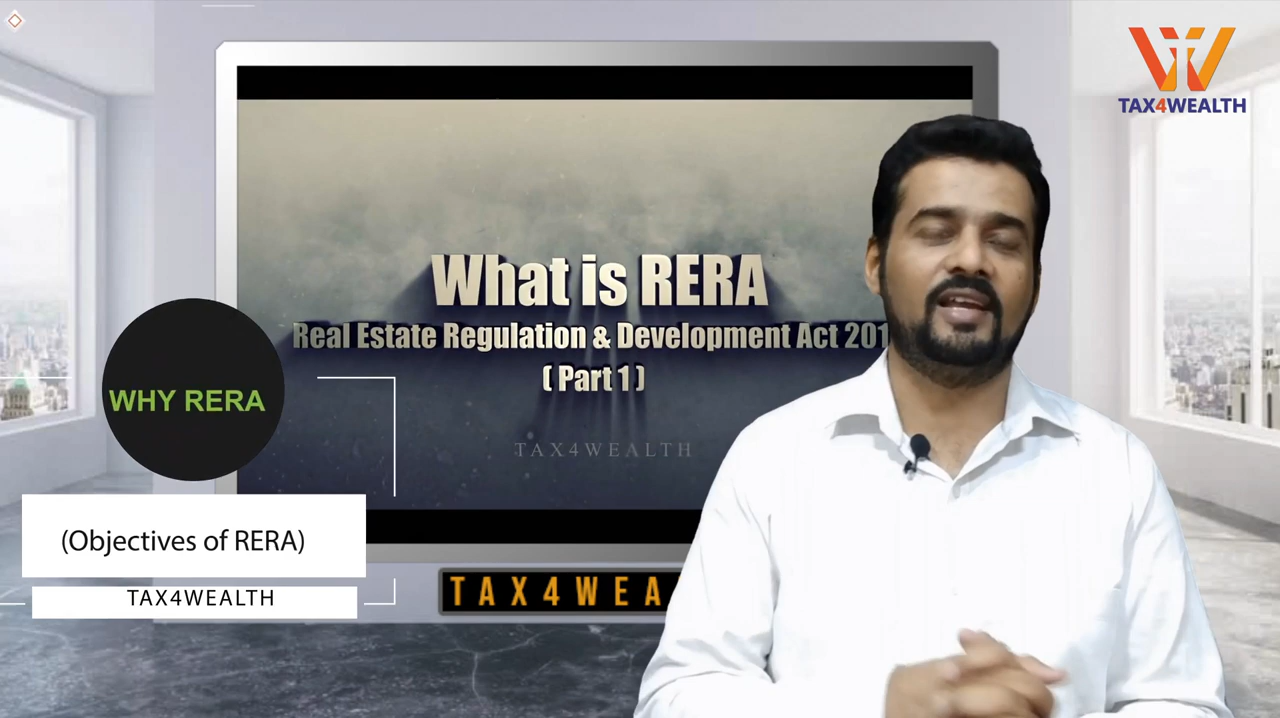 TAX4WEALTH
What is RERA
Real Estate Regulation & Development Act 201
( Part 1 )
TAX4WEALTH
WHY RERA
(Objectives of RERA)
TAX4WEALTH
TAX4WEA